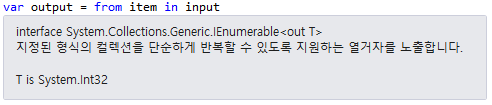 var output = from item in input
interface System.Collections.Generic.IEnumerable<out T>
지정된 형식의 컬렉션을 단순하게 반복할 수 있도록 지원하는 열거자를 노출합니다.
T is System.Int32